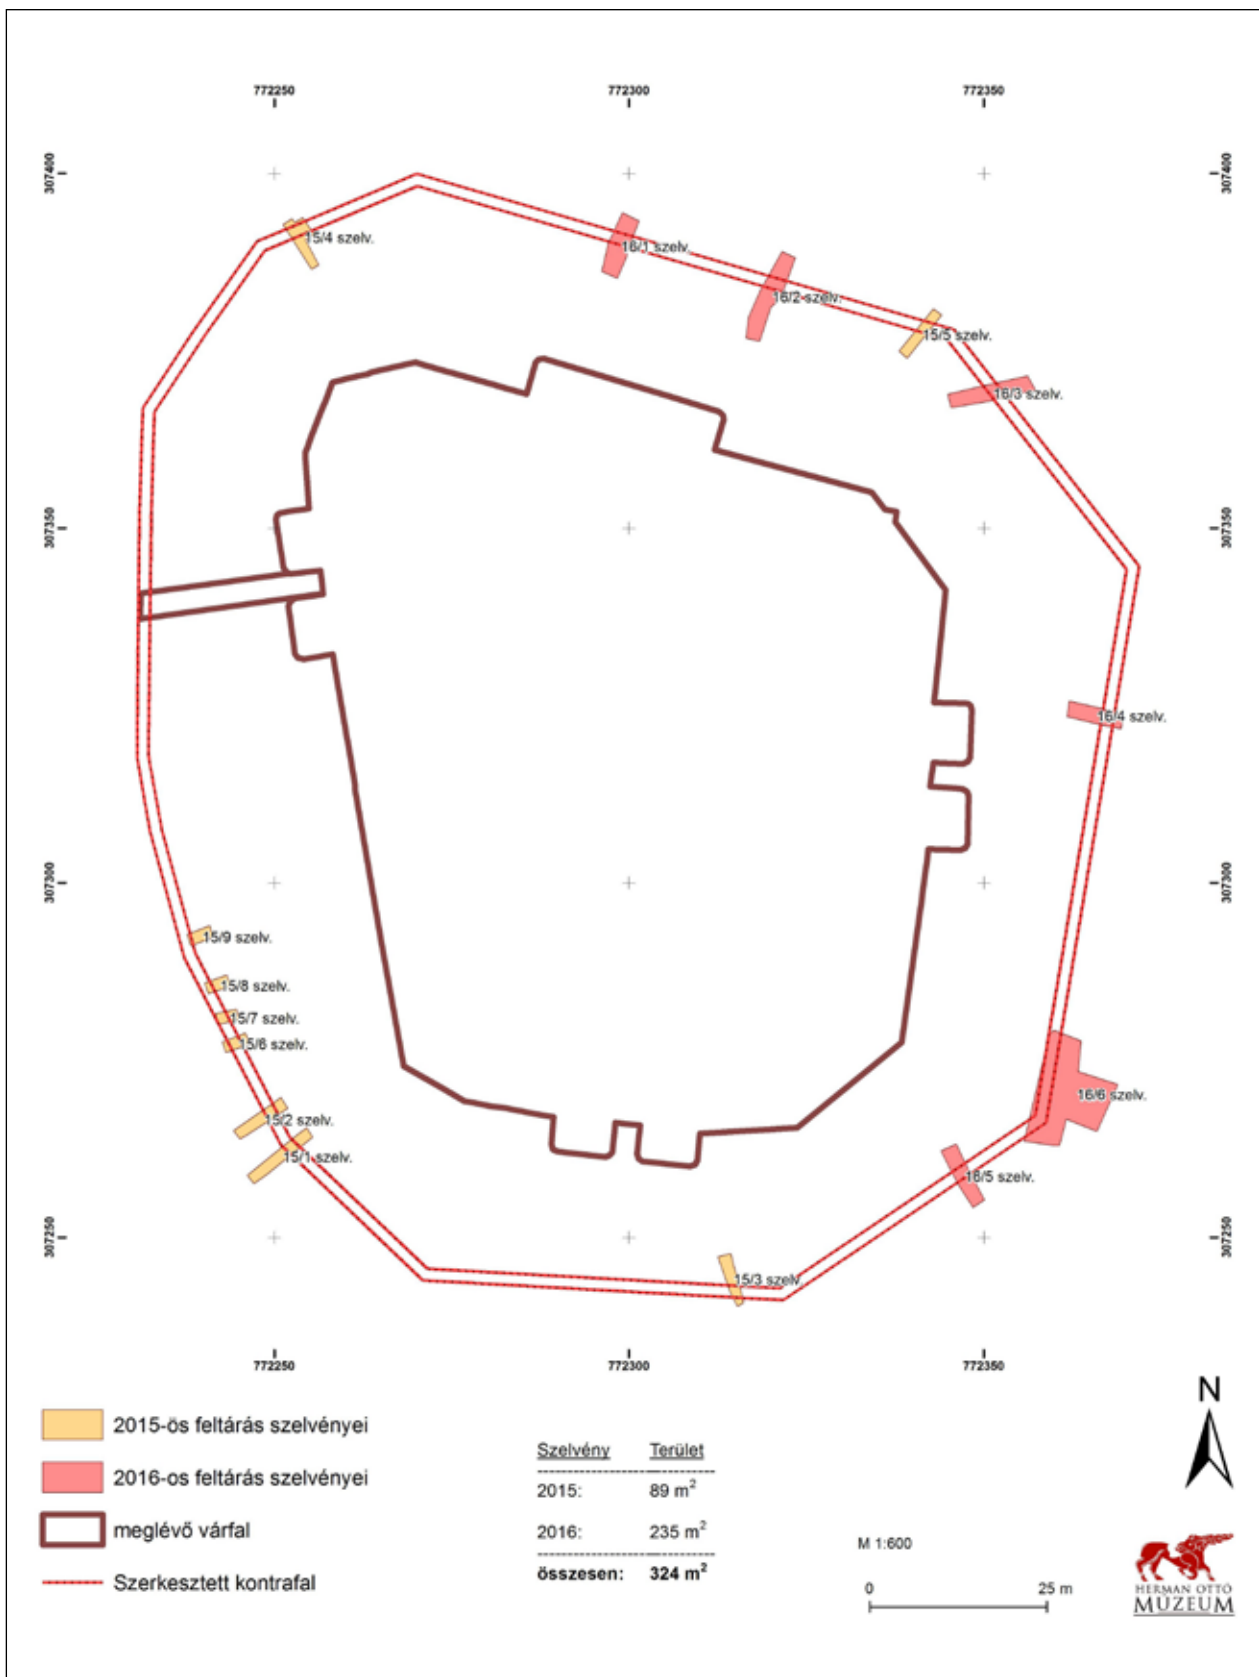 772250 772300 772350
307400 307400
15/4 szelv.
16/1 szelv.
16/2 szelv.
15/5 szelv.
16/3 szelv.
307350 307350
16/4 szelv.
307300 307300
15/9 szelv.
15/8 szelv.
15/7 szelv.
15/6 szelv.
16/6 szelv.
15/2 szelv.
15/1 szelv.
16/5 szelv.
307250 307250
15/3 szelv.
772250 772300 772350
N
2015-ös feltárás szelvényei
2016-os feltárás szelvényei
meglévő várfal
Szerkesztett kontrafal
Szelvény Terület
2015: 89 m²
2016: 235 m²
összesen: 324 m²
M 1:600
0 25 m
HERMAN OTTÓ
MÚZEUM